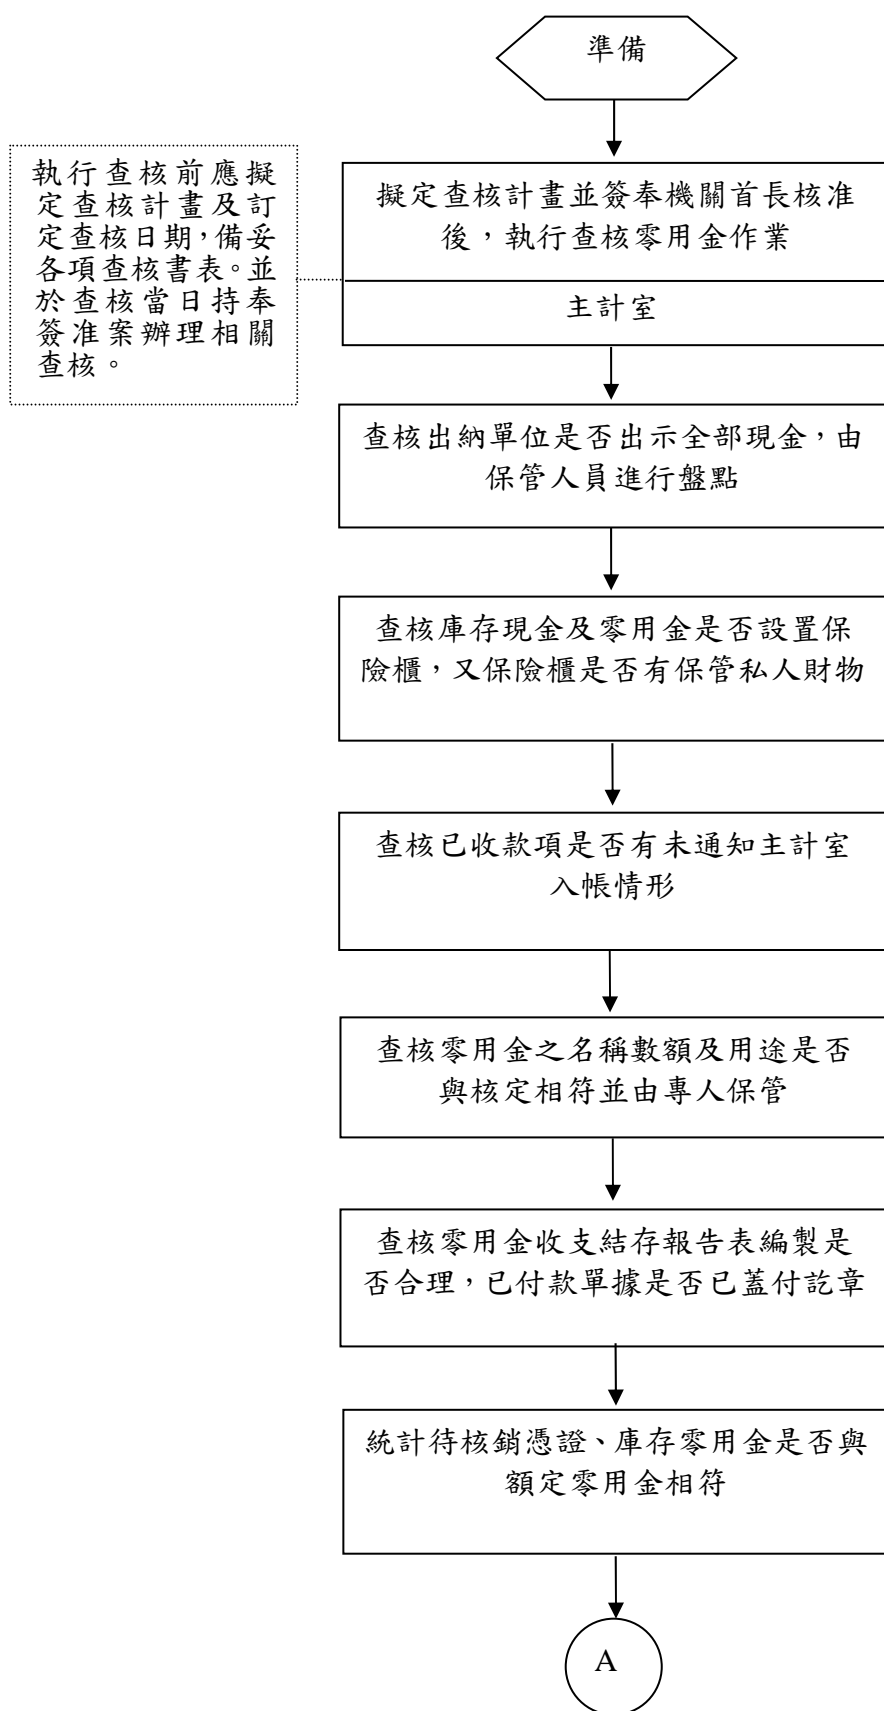 準備
執行查核前應擬
定查核計畫及訂
定查核日期，備妥
各項查核書表。並
於查核當日持奉
簽准案辦理相關
查核。
擬定查核計畫並簽奉機關首長核准
後，執行查核零用金作業
主計室
查核出納單位是否出示全部現金，由
保管人員進行盤點
查核庫存現金及零用金是否設置保
險櫃，又保險櫃是否有保管私人財物
查核已收款項是否有未通知主計室
入帳情形
查核零用金之名稱數額及用途是否
與核定相符並由專人保管
查核零用金收支結存報告表編製是
否合理，已付款單據是否已蓋付訖章
統計待核銷憑證、庫存零用金是否與
額定零用金相符
A